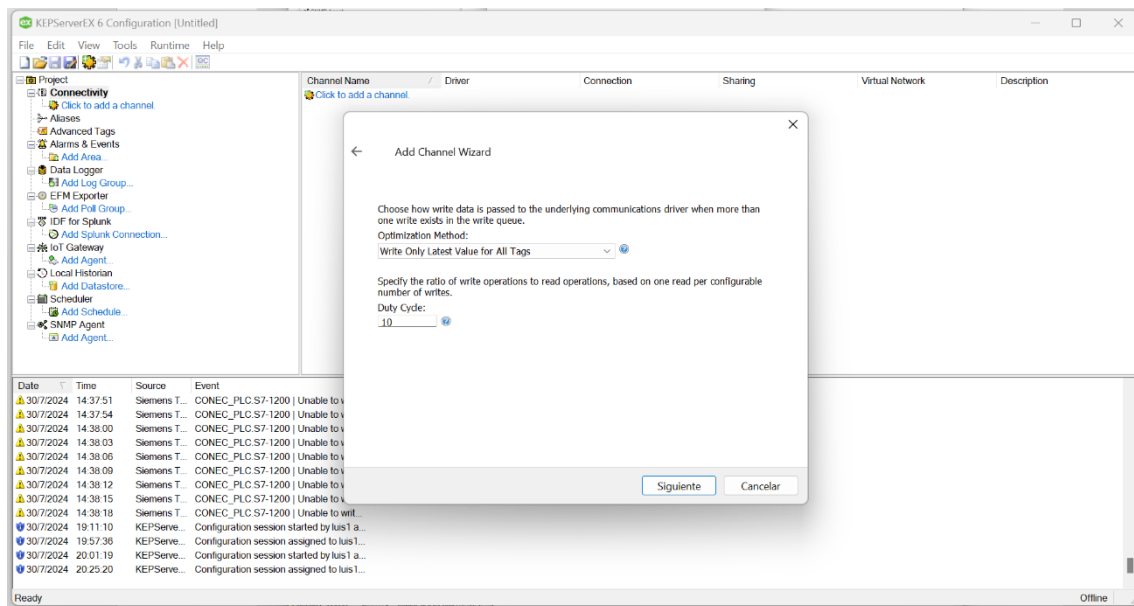 KEPServerEX 6 Configuration [Untitled]
File Edit View Tools Runtime Help
Project
Connectivity
Click to add a channel.
Aliases
Advanced Tags
Alarms & Events
Add Area...
Data Logger
Add Log Group...
EFM Exporter
Add Poll Group...
IDF for Splunk
Add Splunk Connection...
IoT Gateway
Add Agent...
Local Historian
Add Datastore...
Scheduler
Add Schedule...
SNMP Agent
Add Agent...
Channel Name Driver Connection Sharing Virtual Network Description
Click to add a channel.
Add Channel Wizard
Choose how write data is passed to the underlying communications driver when more than
one write exists in the write queue.
Optimization Method:
Write Only Latest Value for All Tags
Specify the ratio of write operations to read operations, based on one read per configurable
number of writes.
Duty Cycle:
10
Siguiente Cancelar
Date Time Source Event
30/7/2024 14:37:51 Siemens T... CONEC_PLC.S7-1200 | Unable to
30/7/2024 14:37:54 Siemens T... CONEC_PLC.S7-1200 | Unable to
30/7/2024 14:38:00 Siemens T... CONEC_PLC.S7-1200 | Unable to
30/7/2024 14:38:03 Siemens T... CONEC_PLC.S7-1200 | Unable to
30/7/2024 14:38:06 Siemens T... CONEC_PLC.S7-1200 | Unable to
30/7/2024 14:38:09 Siemens T... CONEC_PLC.S7-1200 | Unable to
30/7/2024 14:38:12 Siemens T... CONEC_PLC.S7-1200 | Unable to
30/7/2024 14:38:15 Siemens T... CONEC_PLC.S7-1200 | Unable to
30/7/2024 14:38:18 Siemens T... CONEC_PLC.S7-1200 | Unable to writ...
30/7/2024 19:11:10 KEPServe... Configuration session started by luis1 a...
30/7/2024 19:57:36 KEPServe... Configuration session assigned to luis1...
30/7/2024 20:01:19 KEPServe... Configuration session started by luis1 a...
30/7/2024 20:25:20 KEPServe... Configuration session assigned to luis1...
Ready Offline